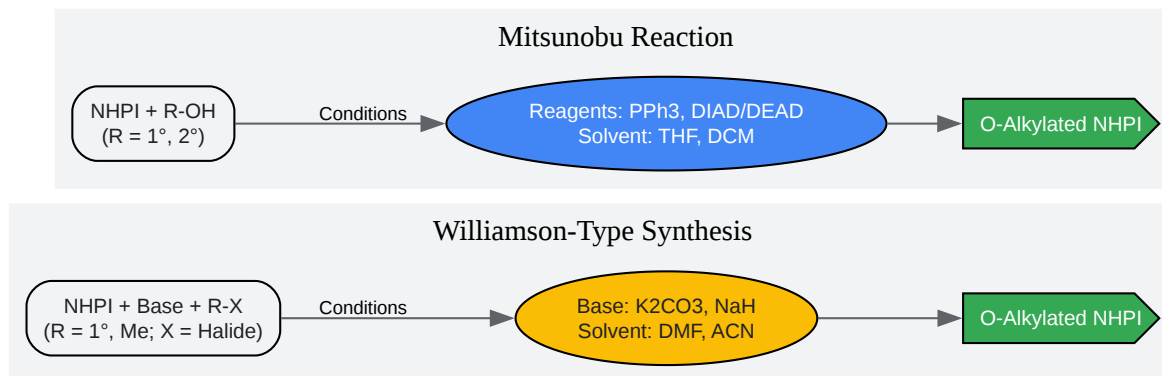 Mitsunobu Reaction
NHPI + R-OH
(R = 1°, 2°)
Conditions
Reagents: PPh3, DIAD/DEAD
Solvent: THF, DCM
O-Alkylated NHPI
Williamson-Type Synthesis
NHPI + Base + R-X
(R = 1°, Me; X = Halide)
Conditions
Base: K2CO3, NaH
Solvent: DMF, ACN
O-Alkylated NHPI